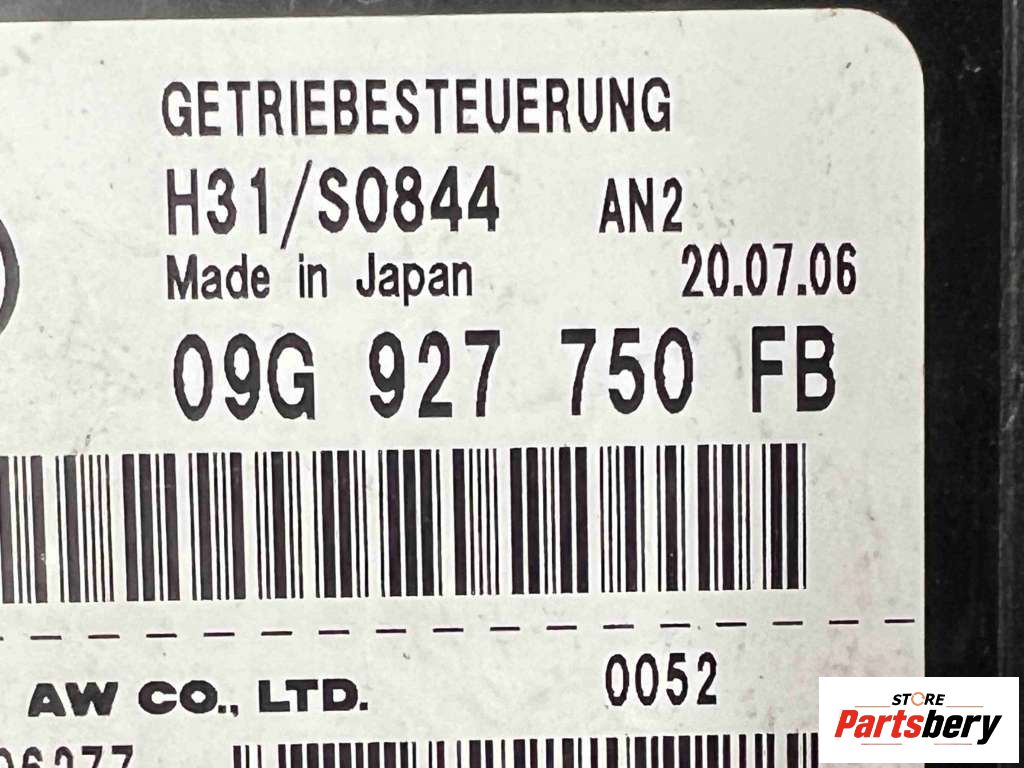 GETRIEBESTEUERUNG
H31/S0844 AN2
Made in Japan 20.07.06
09G 927 750 FB
AW CO., LTD. 0052
STORE
Partsbery